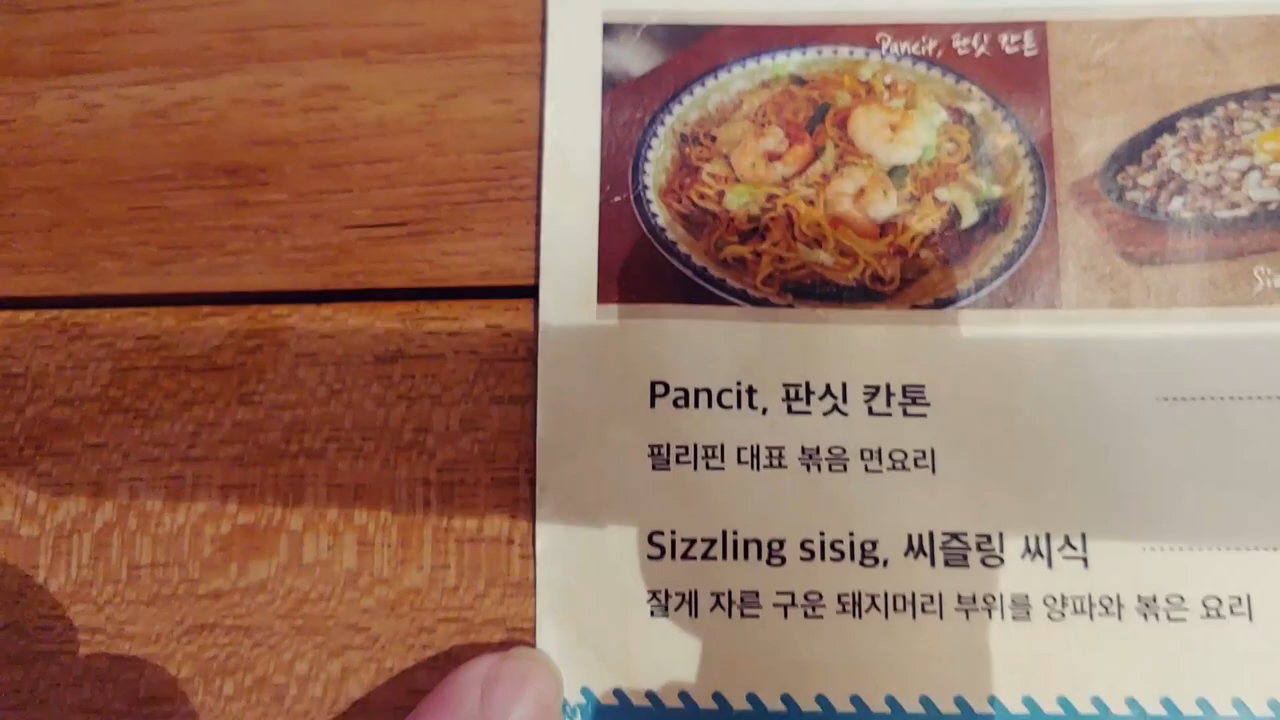 Pancit, 판싯 칸톤
Pancit, 판싯 칸톤
필리핀 대표 볶음 면요리
Sizzling sisig, 씨즐링 씨식
잘게 자른 구운 돼지머리 부위를 양파와 볶은 요리